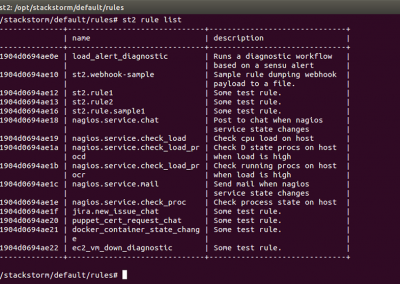 st2: /opt/stackstorm/default/rules
/stackstorm/default/rules# st2 rule list
| name | description |
1904d0694ae0e | load_alert_diagnostic | Runs a diagnostic workflow |
| | based on a sensu alert |
1904d0694ae10 | st2.webhook-sample | Sample rule dumping webhook |
| | payload to a file. |
1904d0694ae12 | st2.rule1 | Some test rule. |
1904d0694ae13 | st2.rule2 | Some test rule. |
1904d0694ae16 | st2.rule.sample1 | Some test rule. |
1904d0694ae18 | nagios.service.chat | Post to chat when nagios |
| | service state changes |
1904d0694ae19 | nagios.service.check_load | Check cpu load on host |
1904d0694ae1a | nagios.service.check_load_pr | Check D state procs on host |
| ocd | when load is high |
1904d0694ae1b | nagios.service.check_load_pr | Check running procs on host |
| ocr | when load is high |
1904d0694ae1c | nagios.service.mail | Send mail when nagios |
| | service state changes |
1904d0694ae1e | nagios.service.check_proc | Check process state on host |
1904d0694ae1f | jira.new_issue_chat | Some test rule. |
1904d0694ae20 | puppet_cert_request_chat | Some test rule. |
1904d0694ae21 | docker_container_state_chang | Some test rule. |
| e | |
1904d0694ae22 | ec2_vm_down_diagnostic | Some test rule. |
/stackstorm/default/rules#